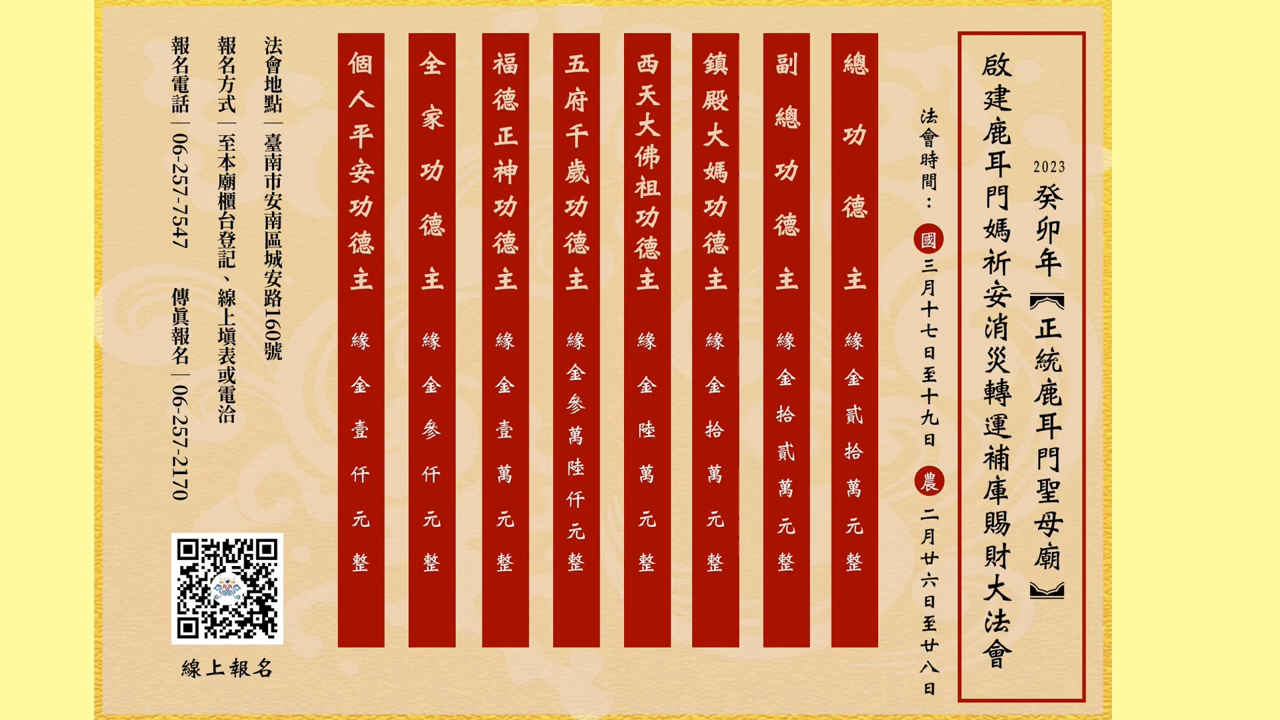 2023癸卯年【正統鹿耳門聖母廟】
啟建鹿耳門媽祈安消災轉運補庫賜財大法會
法會時間：國三月十七日至十九日 農二月廿六日至廿八日
總功德主 緣金貳拾萬元整
副總功德主 緣金拾貳萬元整
鎮殿大媽功德主 緣金拾萬元整
西天大佛祖功德主 緣金陸萬元整
五府千歲功德主 緣金參萬陸仟元整
福德正神功德主 緣金壹萬元整
全家功德主 緣金參仟元整
個人平安功德主 緣金壹仟元整
法會地點｜臺南市安南區城安路160號
報名方式｜至本廟櫃台登記、線上填表或電洽
報名電話｜06-257-7547 傳眞報名｜06-257-2170
線上報名